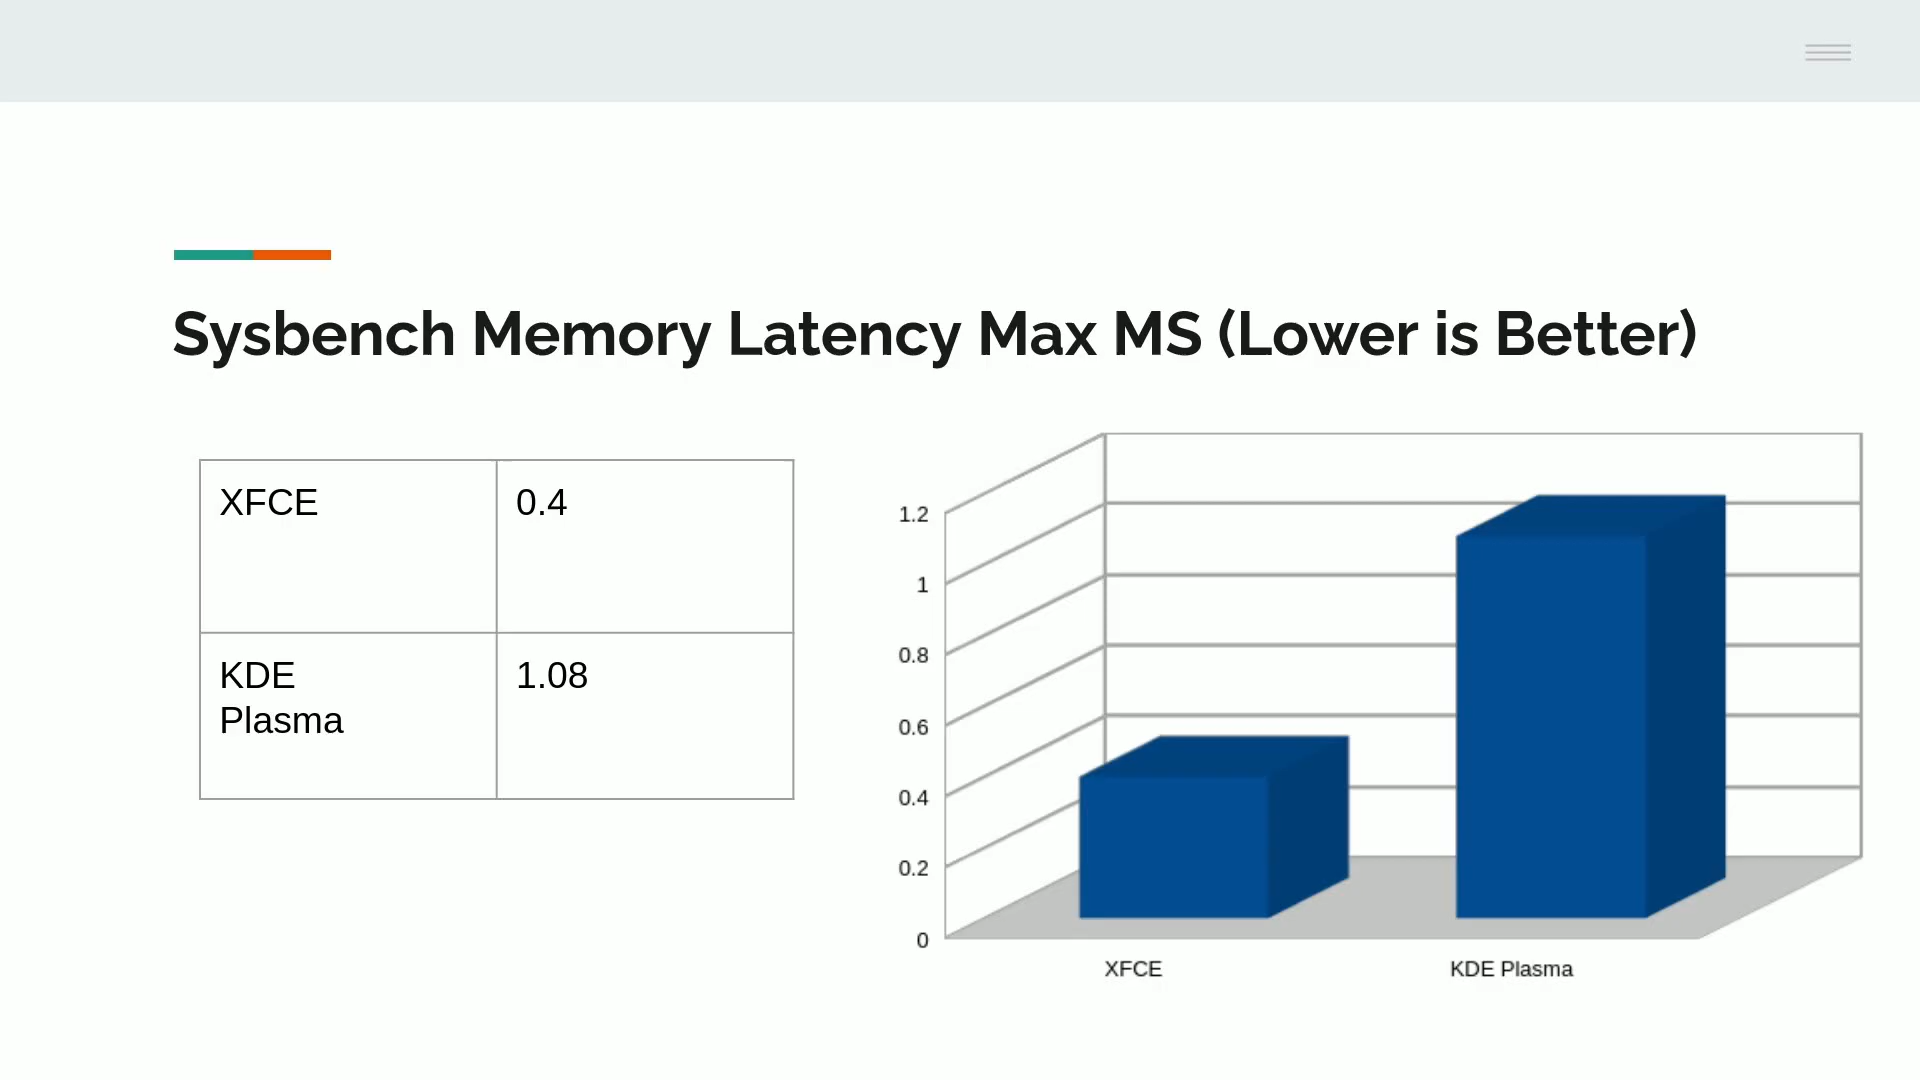 Sysbench Memory Latency Max MS (Lower is Better)
XFCE 0.4
KDE 1.08
Plasma
1.2
1
0.8
0.6
0.4
0.2
0
XFCE KDE Plasma